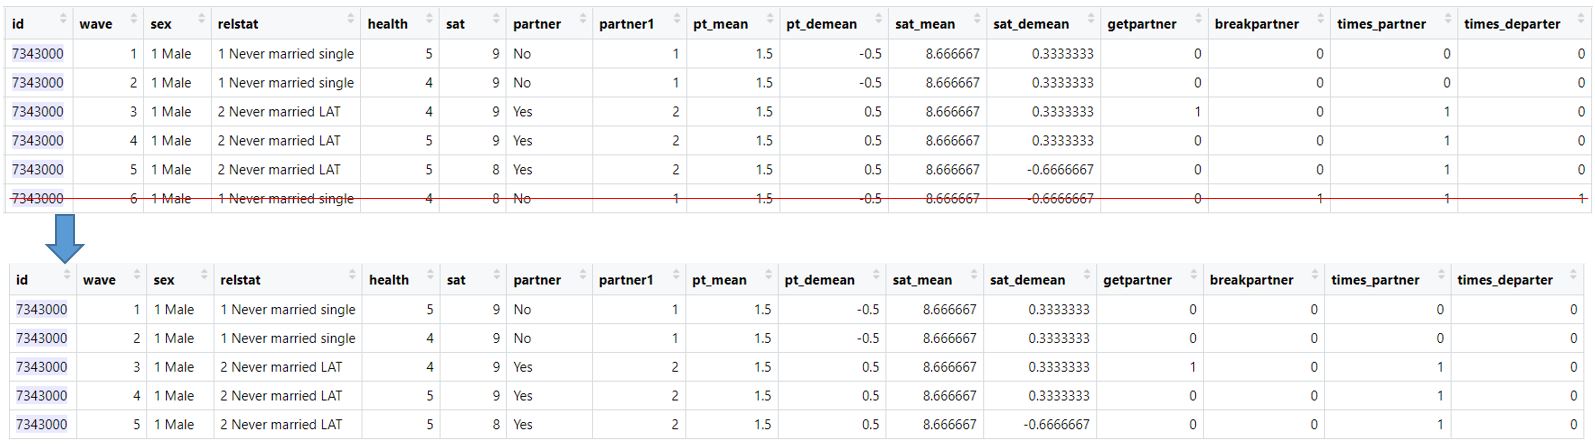 id wave sex relstat health sat partner partner1 pt_mean pt_demean sat_mean sat_demean getpartner breakpartner times_partner times_departer
7343000 1 1 Male 1 Never married single 5 9 No 1 1.5 -0.5 8.666667 0.3333333 0 0 0 0
7343000 2 1 Male 1 Never married single 4 9 No 1 1.5 -0.5 8.666667 0.3333333 0 0 0 0
7343000 3 1 Male 2 Never married LAT 4 9 Yes 2 1.5 0.5 8.666667 0.3333333 1 0 1 0
7343000 4 1 Male 2 Never married LAT 5 9 Yes 2 1.5 0.5 8.666667 0.3333333 0 0 1 0
7343000 5 1 Male 2 Never married LAT 5 8 Yes 2 1.5 0.5 8.666667 -0.6666667 0 0 1 0
7343000 6 1 Male 1 Never married single 4 8 No 1 1.5 -0.5 8.666667 -0.6666667 0 1 1 1
id wave sex relstat health sat partner partner1 pt_mean pt_demean sat_mean sat_demean getpartner breakpartner times_partner times_departer
7343000 1 1 Male 1 Never married single 5 9 No 1 1.5 -0.5 8.666667 0.3333333 0 0 0 0
7343000 2 1 Male 1 Never married single 4 9 No 1 1.5 -0.5 8.666667 0.3333333 0 0 0 0
7343000 3 1 Male 2 Never married LAT 4 9 Yes 2 1.5 0.5 8.666667 0.3333333 1 0 1 0
7343000 4 1 Male 2 Never married LAT 5 9 Yes 2 1.5 0.5 8.666667 0.3333333 0 0 1 0
7343000 5 1 Male 2 Never married LAT 5 8 Yes 2 1.5 0.5 8.666667 -0.6666667 0 0 1 0